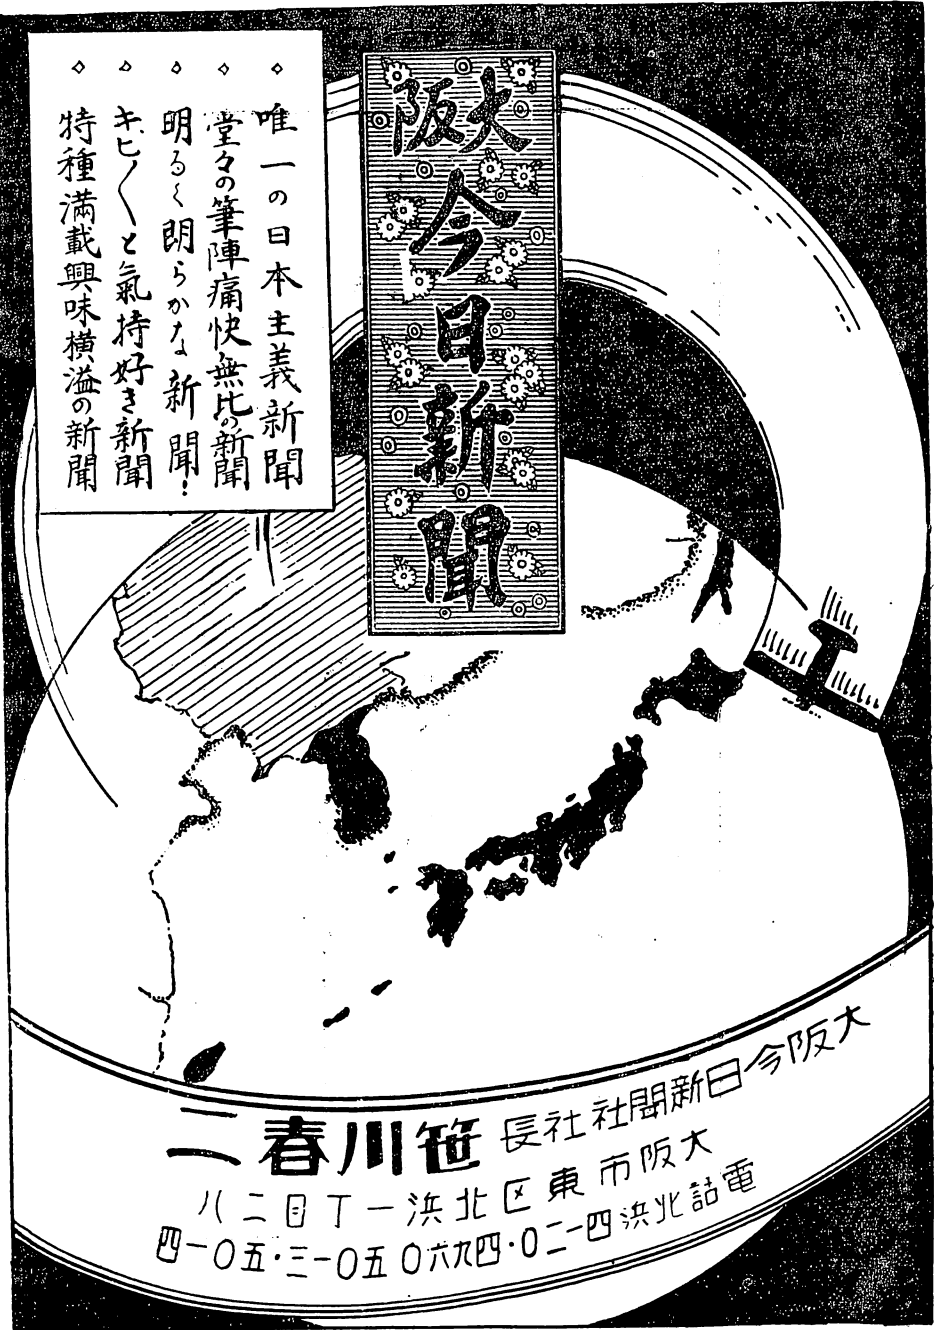 大阪今日新聞
◇唯一の日本主義新聞
◇堂々の筆陣痛快無比の新聞
◇明るく朗らかな新聞!
◇キビ〱と氣持好き新聞
◇特種満載興味横溢の新聞
大阪今日新聞社社長 笹川春二
大阪市東区北浜一丁目二八
電話北浜四一二〇・四九六〇 五〇一三・五〇一四